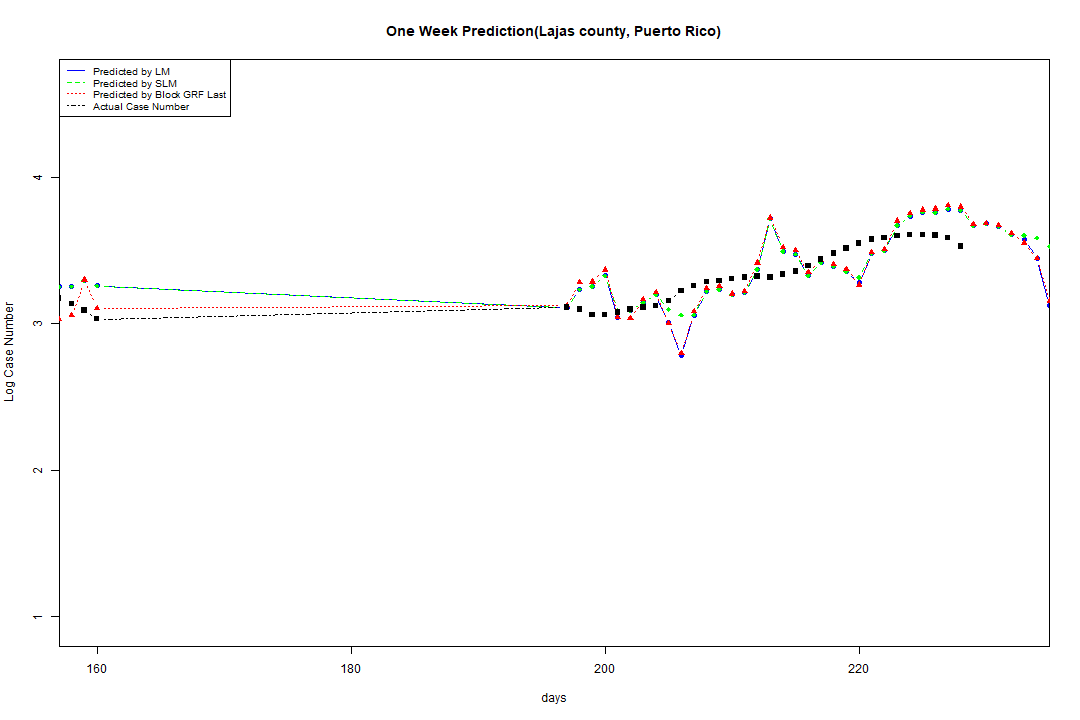 One Week Prediction(Lajas county, Puerto Rico)
Predicted by LM
Predicted by SLM
Predicted by Block GRF Last
Actual Case Number
4
3
2
1
Log Case Number
160
180
200
220
days